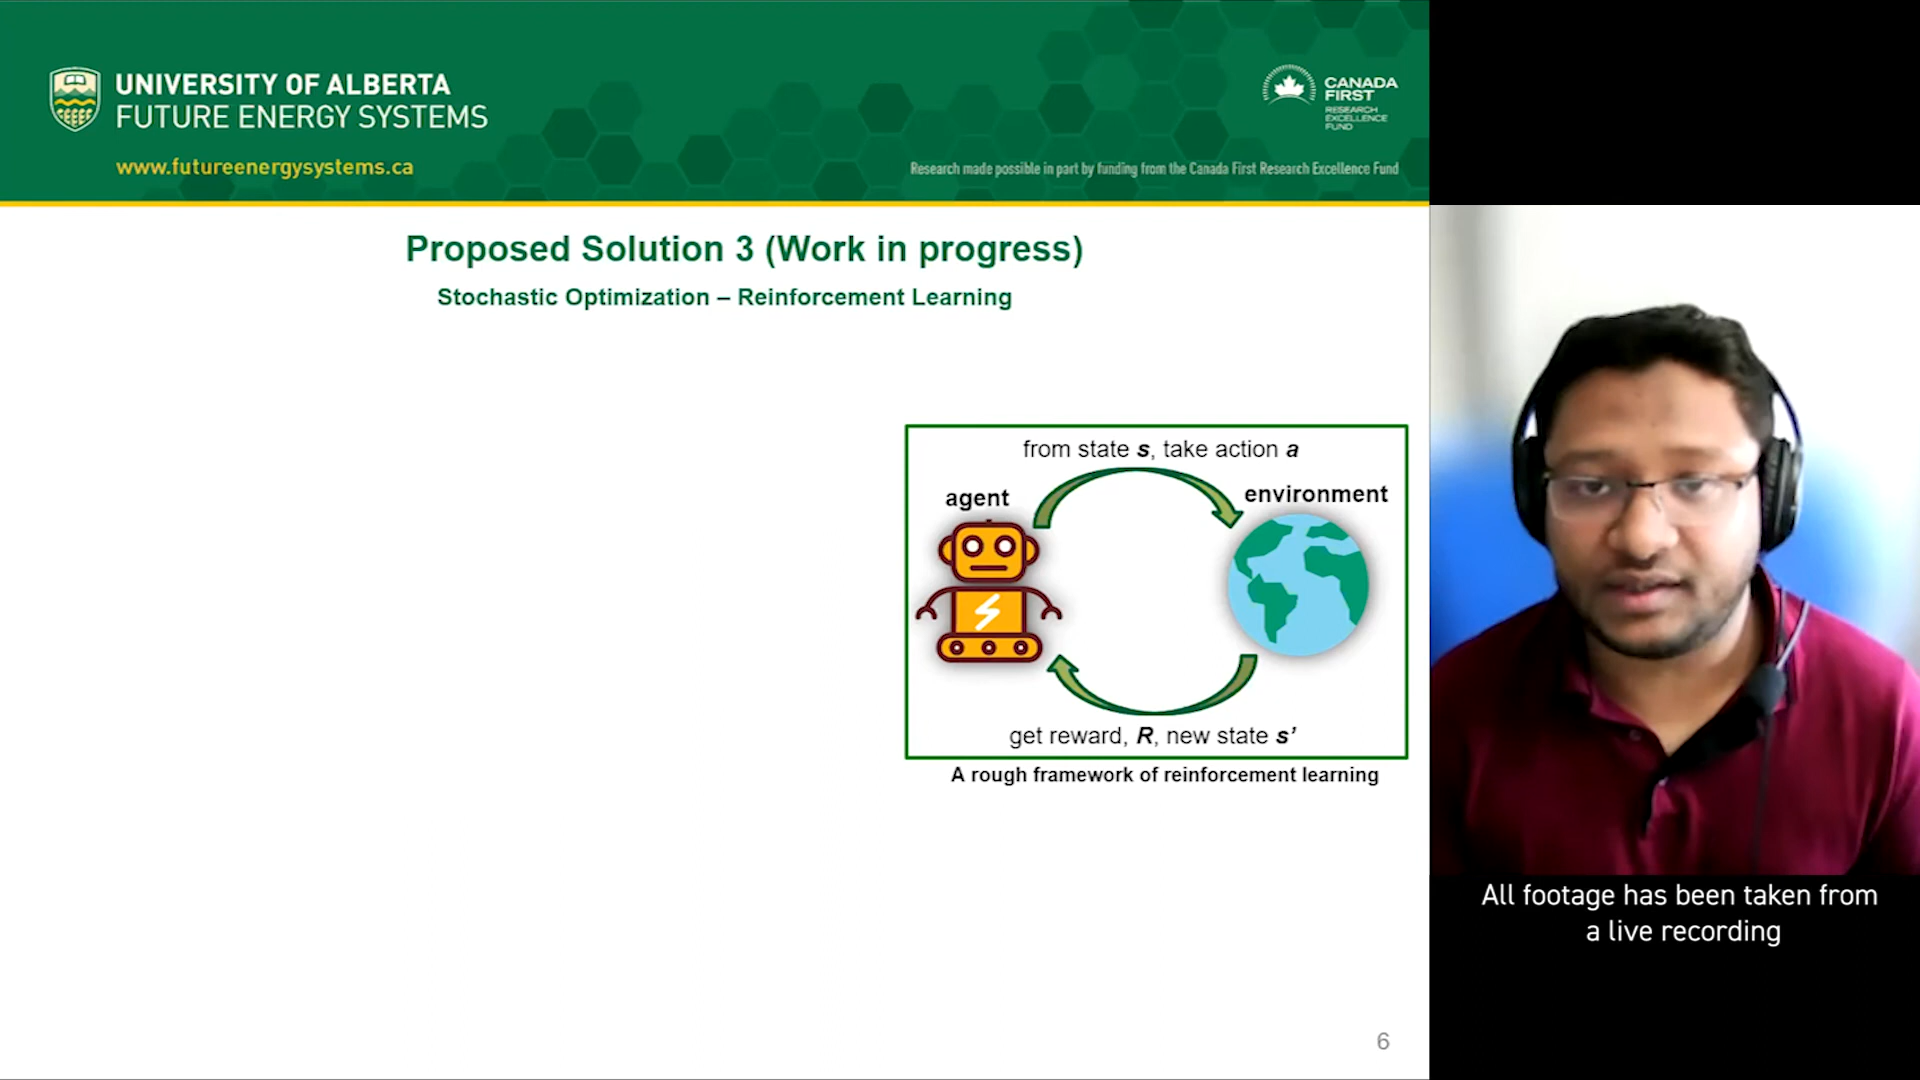 UNIVERSITY OF ALBERTA
FUTURE ENERGY SYSTEMS
www.futureenergysystems.ca
CANADA
FIRST
RESEARCH
EXCELLENCE
FUND
Research made possible in part by funding from the Canada First Research Excellence Fund
Proposed Solution 3 (Work in progress)
Stochastic Optimization – Reinforcement Learning
from state s, take action a
agent
environment
get reward, R, new state s’
A rough framework of reinforcement learning
6
All footage has been taken from
a live recording